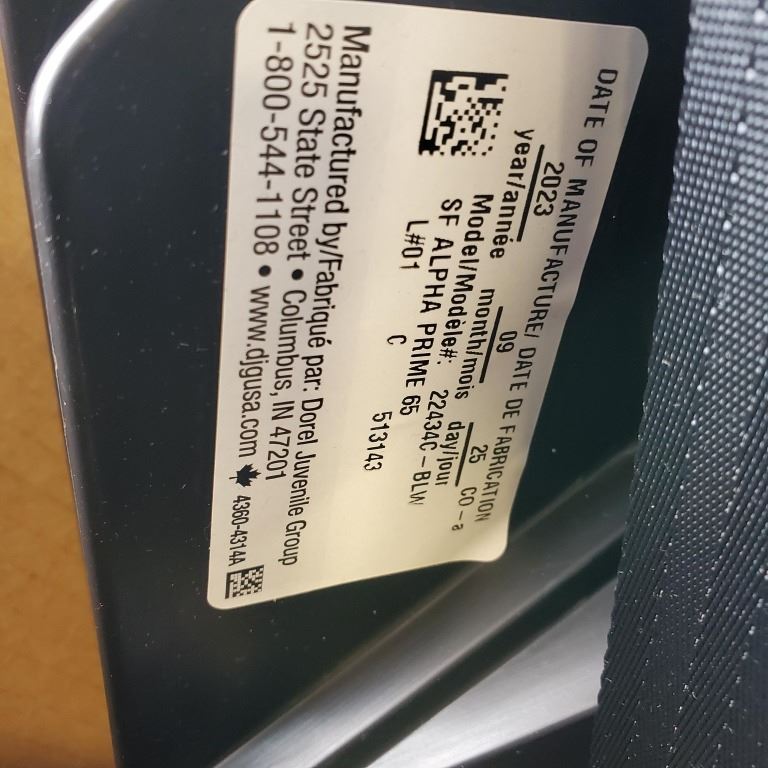 DATE OF MANUFACTURE/ DATE DE FABRICATION
2023 09 25 CO-a
year/année month/mois day/jour
Model/Modèle#: 22434C-BLW
SF ALPHA PRIME 65
L#01 C 513143
Manufactured by/Fabriqué par: Dorel Juvenile Group
2525 State Street • Columbus, IN 47201
1-800-544-1108 • www.djgusa.com 4360-4314A